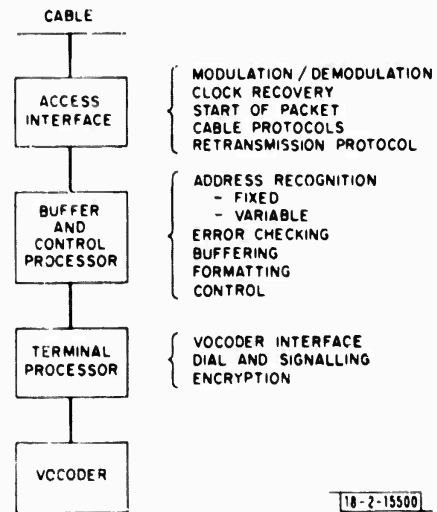 CABLE
ACCESS
INTERFACE
MODULATION / DEMODULATION
CLOCK RECOVERY
START OF PACKET
CABLE PROTOCOLS
RETRANSMISSION PROTOCOL
BUFFER
AND
CONTROL
PROCESSOR
ADDRESS RECOGNITION
- FIXED
- VARIABLE
ERROR CHECKING
BUFFERING
FORMATTING
CONTROL
TERMINAL
PROCESSOR
VOCODER INTERFACE
DIAL AND SIGNALLING
ENCRYPTION
VOCODER
18-2-15500